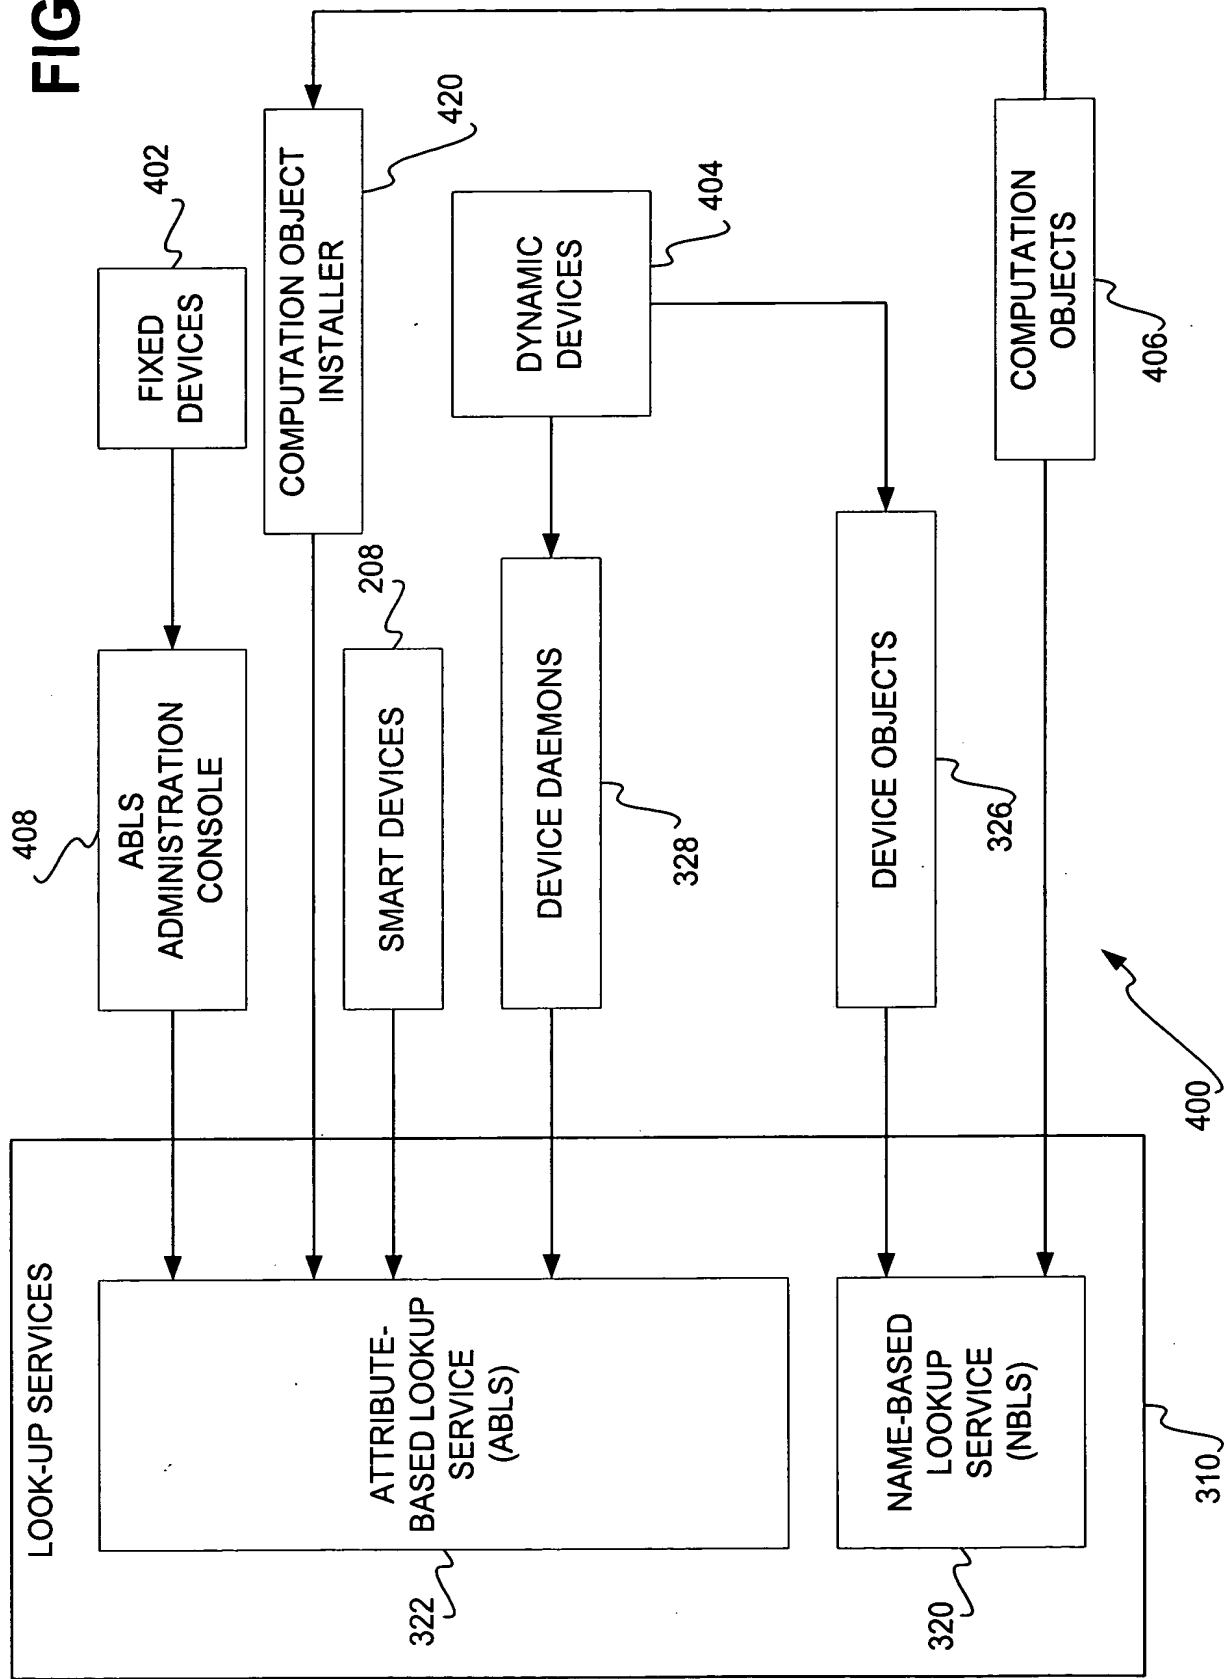 FIG
LOOK-UP SERVICES
ATTRIBUTE-
BASED LOOKUP
SERVICE
(ABLS)
322
NAME-BASED
LOOKUP
SERVICE
(NBLS)
320
310
408
ABLS
ADMINISTRATION
CONSOLE
FIXED
DEVICES
402
COMPUTATION OBJECT
INSTALLER
420
SMART DEVICES
208
DEVICE DAEMONS
328
DYNAMIC
DEVICES
404
DEVICE OBJECTS
326
COMPUTATION
OBJECTS
406
400